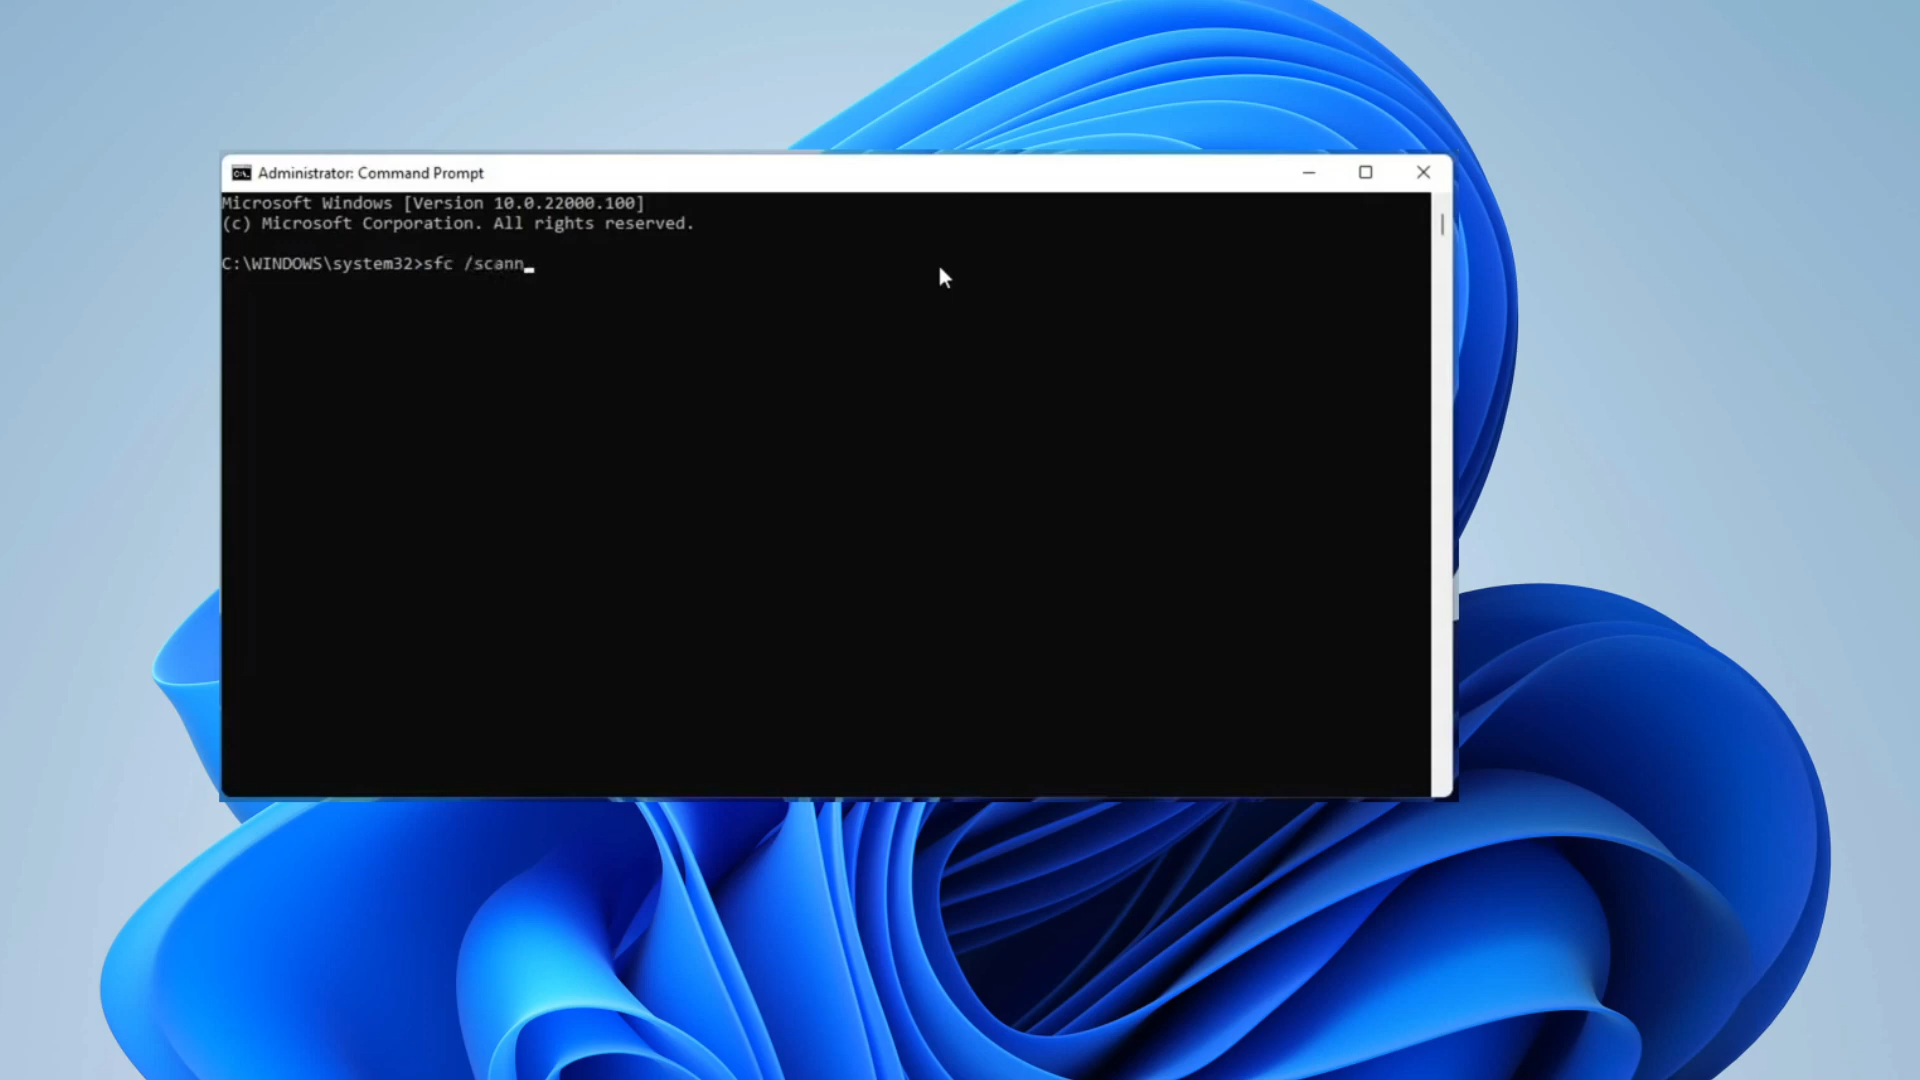 Administrator: Command Prompt
Microsoft Windows [Version 10.0.22000.100]
(c) Microsoft Corporation. All rights reserved.
C:\WINDOWS\system32>sfc /scann